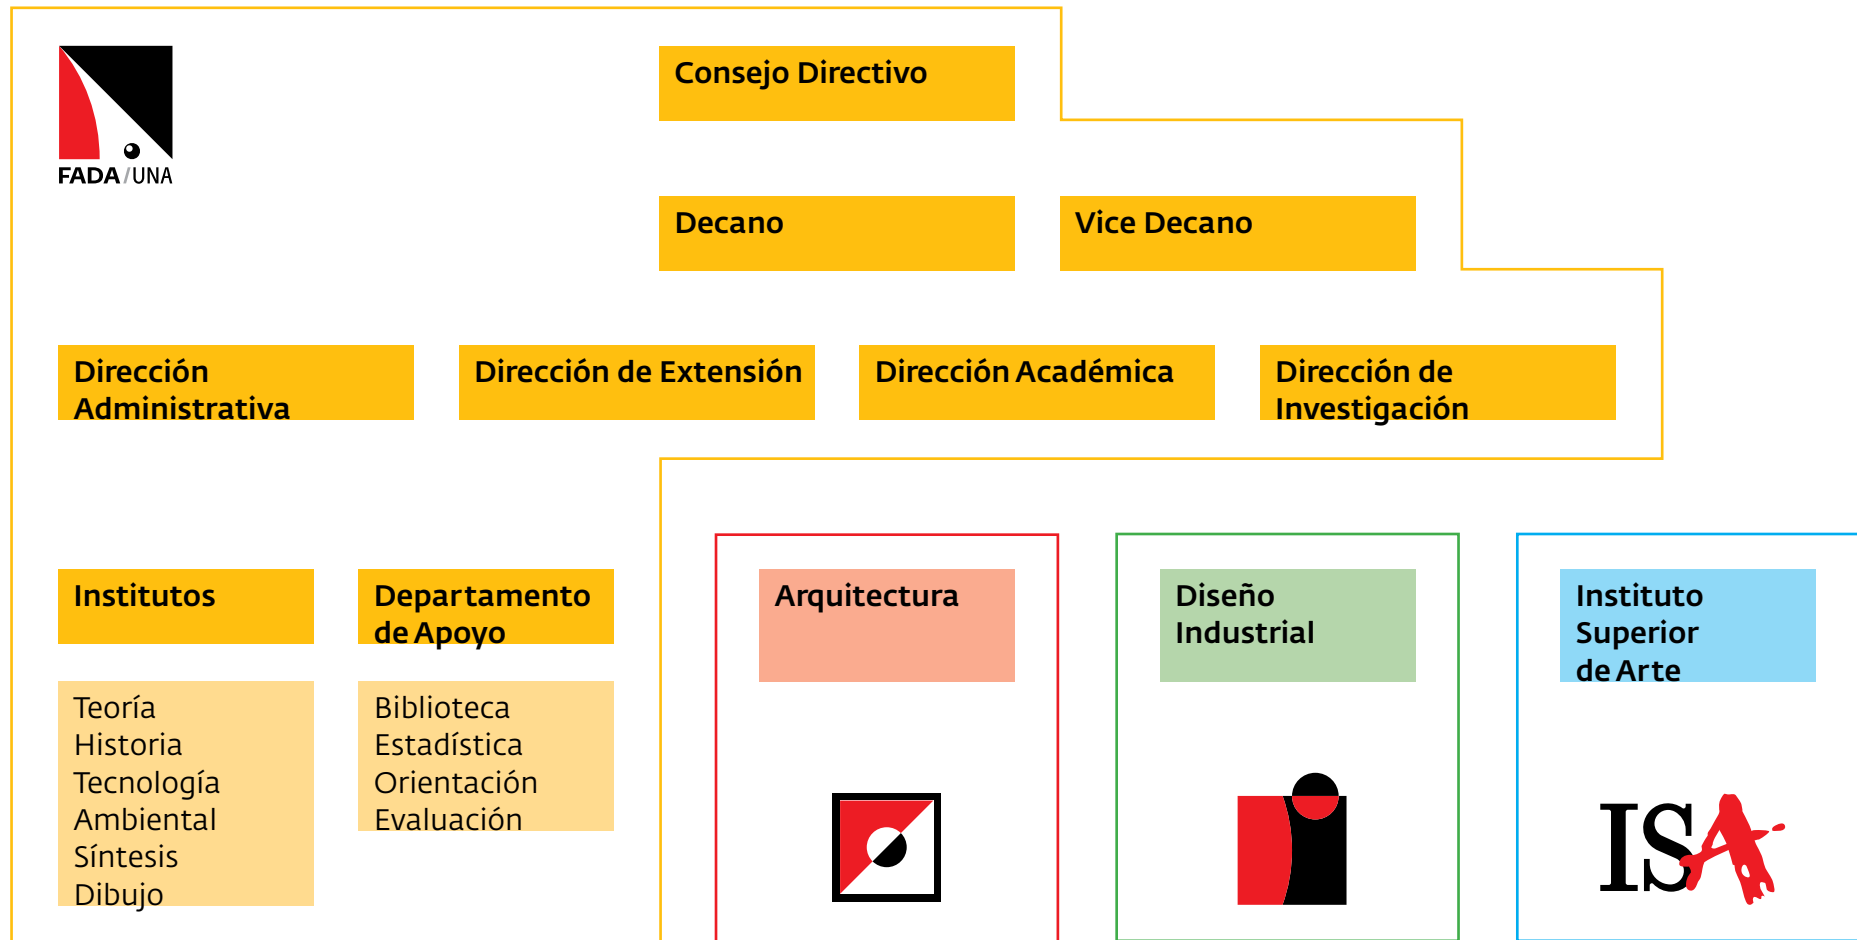 FADA/UNA
Consejo Directivo
Decano
Vice Decano
Dirección
Administrativa
Dirección de Extensión
Dirección Académica
Dirección de
Investigación
Institutos
Departamento
de Apoyo
Teoría
Historia
Tecnología
Ambiental
Síntesis
Dibujo
Biblioteca
Estadística
Orientación
Evaluación
Arquitectura
Diseño
Industrial
Instituto
Superior
de Arte
ISA